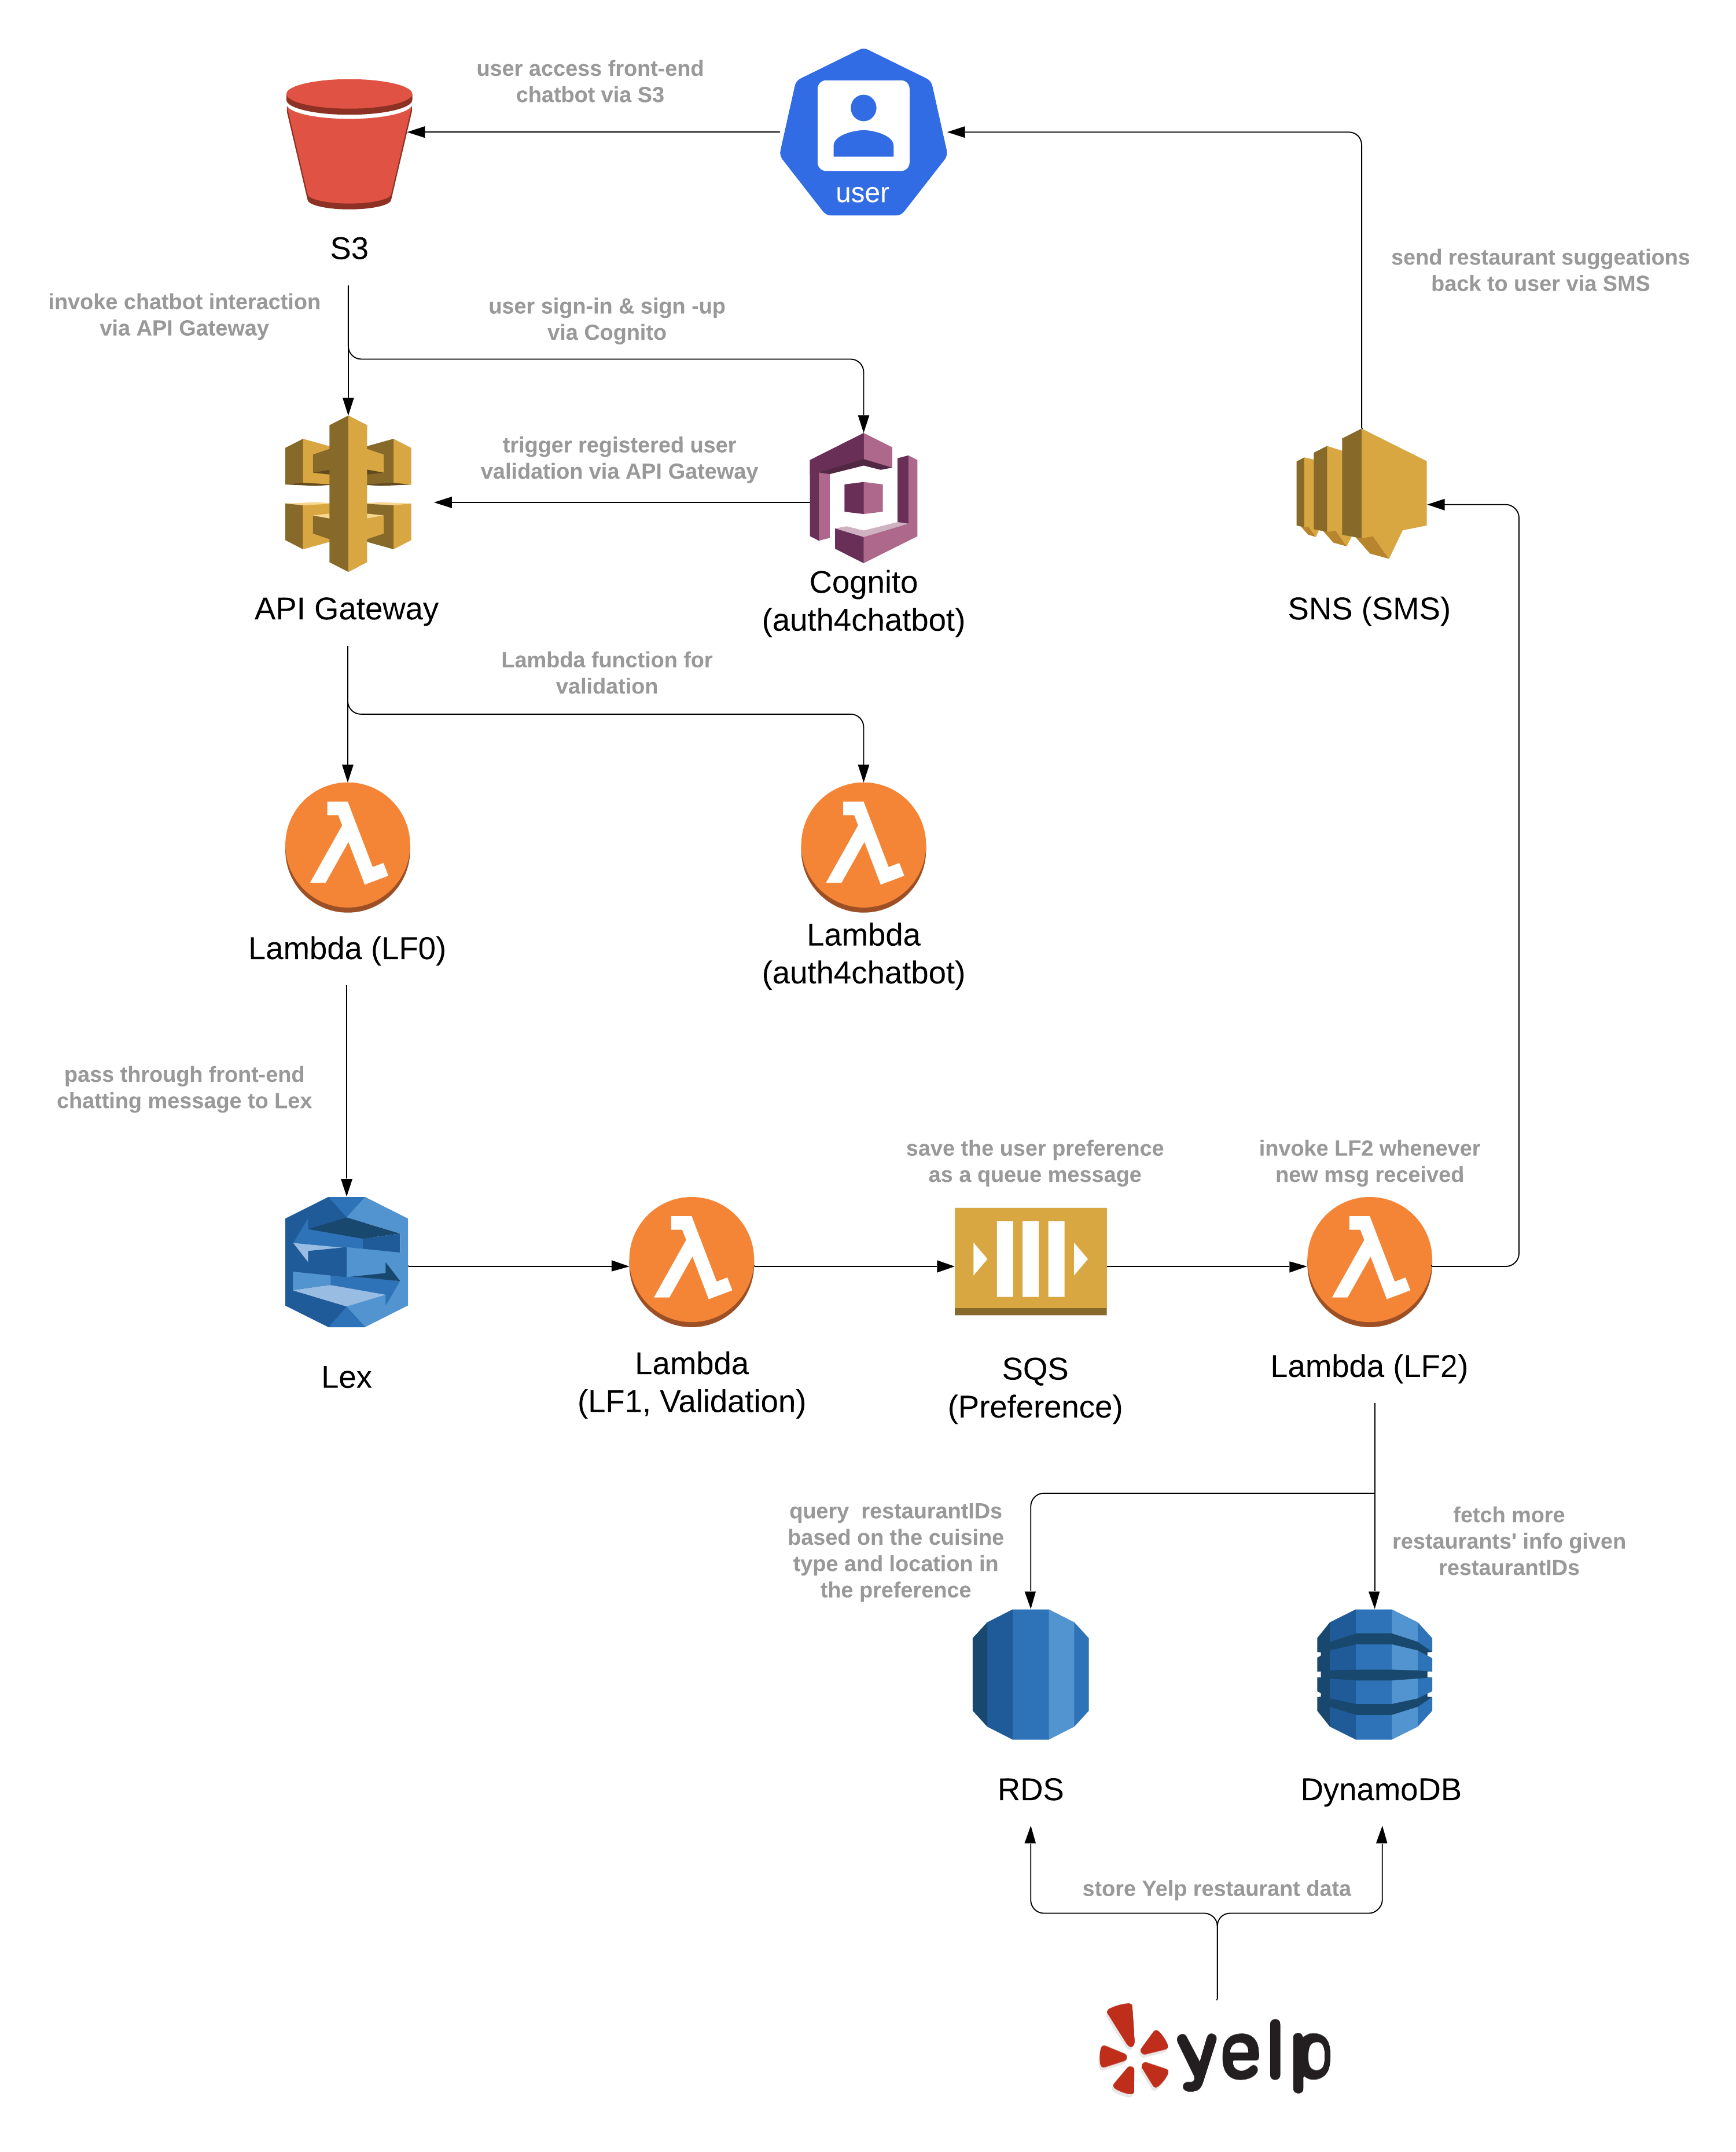 user access front-end
chatbot via S3
user
S3
send restaurant suggeations
back to user via SMS
invoke chatbot interaction
via API Gateway
user sign-in & sign -up
via Cognito
trigger registered user
validation via API Gateway
Cognito
(auth4chatbot)
API Gateway
SNS (SMS)
Lambda function for
validation
Lambda (LF0)
Lambda
(auth4chatbot)
pass through front-end
chatting message to Lex
save the user preference
as a queue message
invoke LF2 whenever
new msg received
Lex
Lambda
(LF1, Validation)
SQS
(Preference)
Lambda (LF2)
query  restaurantIDs
based on the cuisine
type and location in
the preference
fetch more
restaurants' info given
restaurantIDs
RDS
DynamoDB
store Yelp restaurant data
yelp